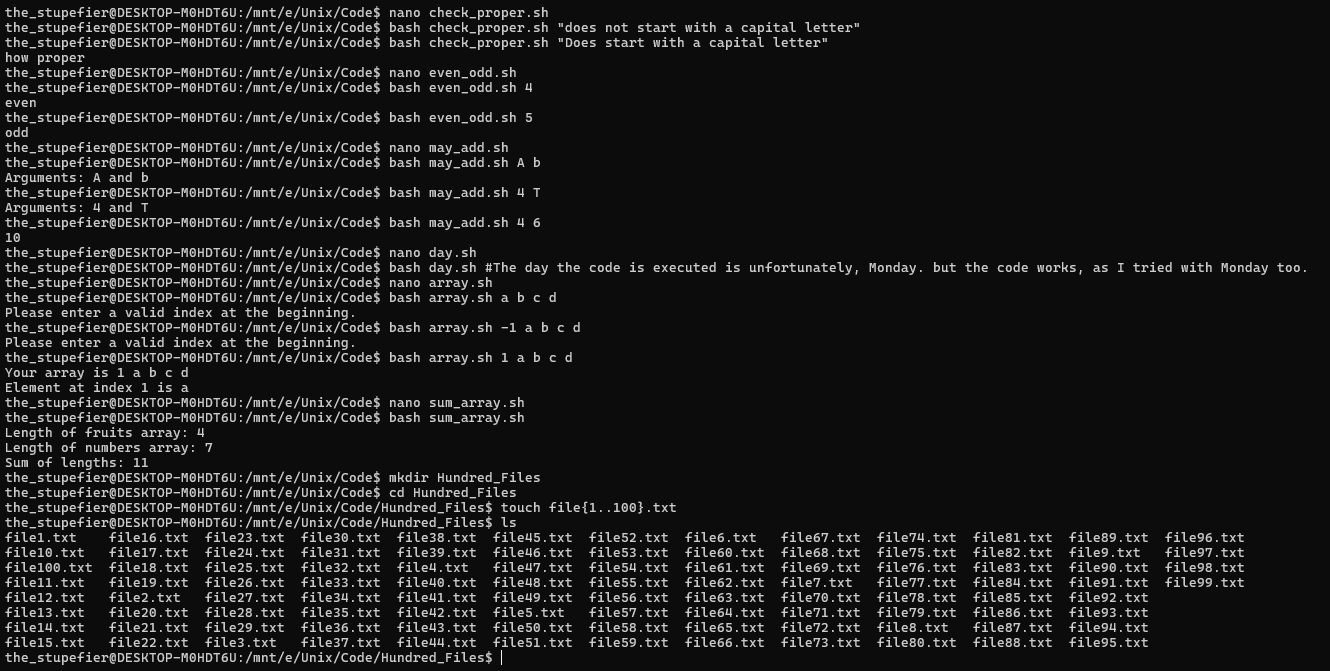 the_stupefier@DESKTOP-M0HDT6U:/mnt/e/Unix/Code$ nano check_proper.sh
the_stupefier@DESKTOP-M0HDT6U:/mnt/e/Unix/Code$ bash check_proper.sh "does not start with a capital letter"
the_stupefier@DESKTOP-M0HDT6U:/mnt/e/Unix/Code$ bash check_proper.sh "Does start with a capital letter"
how proper
the_stupefier@DESKTOP-M0HDT6U:/mnt/e/Unix/Code$ nano even_odd.sh
the_stupefier@DESKTOP-M0HDT6U:/mnt/e/Unix/Code$ bash even_odd.sh 4
even
the_stupefier@DESKTOP-M0HDT6U:/mnt/e/Unix/Code$ bash even_odd.sh 5
odd
the_stupefier@DESKTOP-M0HDT6U:/mnt/e/Unix/Code$ nano may_add.sh
the_stupefier@DESKTOP-M0HDT6U:/mnt/e/Unix/Code$ bash may_add.sh A b
Arguments: A and b
the_stupefier@DESKTOP-M0HDT6U:/mnt/e/Unix/Code$ bash may_add.sh 4 T
Arguments: 4 and T
the_stupefier@DESKTOP-M0HDT6U:/mnt/e/Unix/Code$ bash may_add.sh 4 6
10
the_stupefier@DESKTOP-M0HDT6U:/mnt/e/Unix/Code$ nano day.sh
the_stupefier@DESKTOP-M0HDT6U:/mnt/e/Unix/Code$ bash day.sh #The day the code is executed is unfortunately, Monday. but the code works, as I tried with Monday too.
the_stupefier@DESKTOP-M0HDT6U:/mnt/e/Unix/Code$ nano array.sh
the_stupefier@DESKTOP-M0HDT6U:/mnt/e/Unix/Code$ bash array.sh a b c d
Please enter a valid index at the beginning.
the_stupefier@DESKTOP-M0HDT6U:/mnt/e/Unix/Code$ bash array.sh -1 a b c d
Please enter a valid index at the beginning.
the_stupefier@DESKTOP-M0HDT6U:/mnt/e/Unix/Code$ bash array.sh 1 a b c d
Your array is 1 a b c d
Element at index 1 is a
the_stupefier@DESKTOP-M0HDT6U:/mnt/e/Unix/Code$ nano sum_array.sh
the_stupefier@DESKTOP-M0HDT6U:/mnt/e/Unix/Code$ bash sum_array.sh
Length of fruits array: 4
Length of numbers array: 7
Sum of lengths: 11
the_stupefier@DESKTOP-M0HDT6U:/mnt/e/Unix/Code$ mkdir Hundred_Files
the_stupefier@DESKTOP-M0HDT6U:/mnt/e/Unix/Code$ cd Hundred_Files
the_stupefier@DESKTOP-M0HDT6U:/mnt/e/Unix/Code/Hundred_Files$ touch file{1..100}.txt
the_stupefier@DESKTOP-M0HDT6U:/mnt/e/Unix/Code/Hundred_Files$ ls
file1.txt file16.txt file23.txt file30.txt file38.txt file45.txt file52.txt file6.txt file67.txt file74.txt file81.txt file89.txt file96.txt
file10.txt file17.txt file24.txt file31.txt file39.txt file46.txt file53.txt file60.txt file68.txt file75.txt file82.txt file9.txt file97.txt
file100.txt file18.txt file25.txt file32.txt file4.txt file47.txt file54.txt file61.txt file69.txt file76.txt file83.txt file90.txt file98.txt
file11.txt file19.txt file26.txt file33.txt file40.txt file48.txt file55.txt file62.txt file7.txt file77.txt file84.txt file91.txt file99.txt
file12.txt file2.txt file27.txt file34.txt file41.txt file49.txt file56.txt file63.txt file70.txt file78.txt file85.txt file92.txt
file13.txt file20.txt file28.txt file35.txt file42.txt file5.txt file57.txt file64.txt file71.txt file79.txt file86.txt file93.txt
file14.txt file21.txt file29.txt file36.txt file43.txt file50.txt file58.txt file65.txt file72.txt file8.txt file87.txt file94.txt
file15.txt file22.txt file3.txt file37.txt file44.txt file51.txt file59.txt file66.txt file73.txt file80.txt file88.txt file95.txt
the_stupefier@DESKTOP-M0HDT6U:/mnt/e/Unix/Code/Hundred_Files$